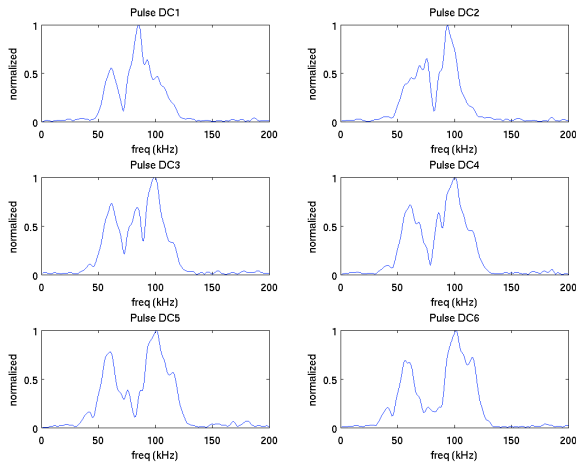 Pulse DC1
Pulse DC2
1
0.5
0
normalized
0 50 100 150 200
freq (kHz)
1
0.5
0
normalized
0 50 100 150 200
freq (kHz)
Pulse DC3
Pulse DC4
1
0.5
0
normalized
0 50 100 150 200
freq (kHz)
1
0.5
0
normalized
0 50 100 150 200
freq (kHz)
Pulse DC5
Pulse DC6
1
0.5
0
normalized
0 50 100 150 200
freq (kHz)
1
0.5
0
normalized
0 50 100 150 200
freq (kHz)